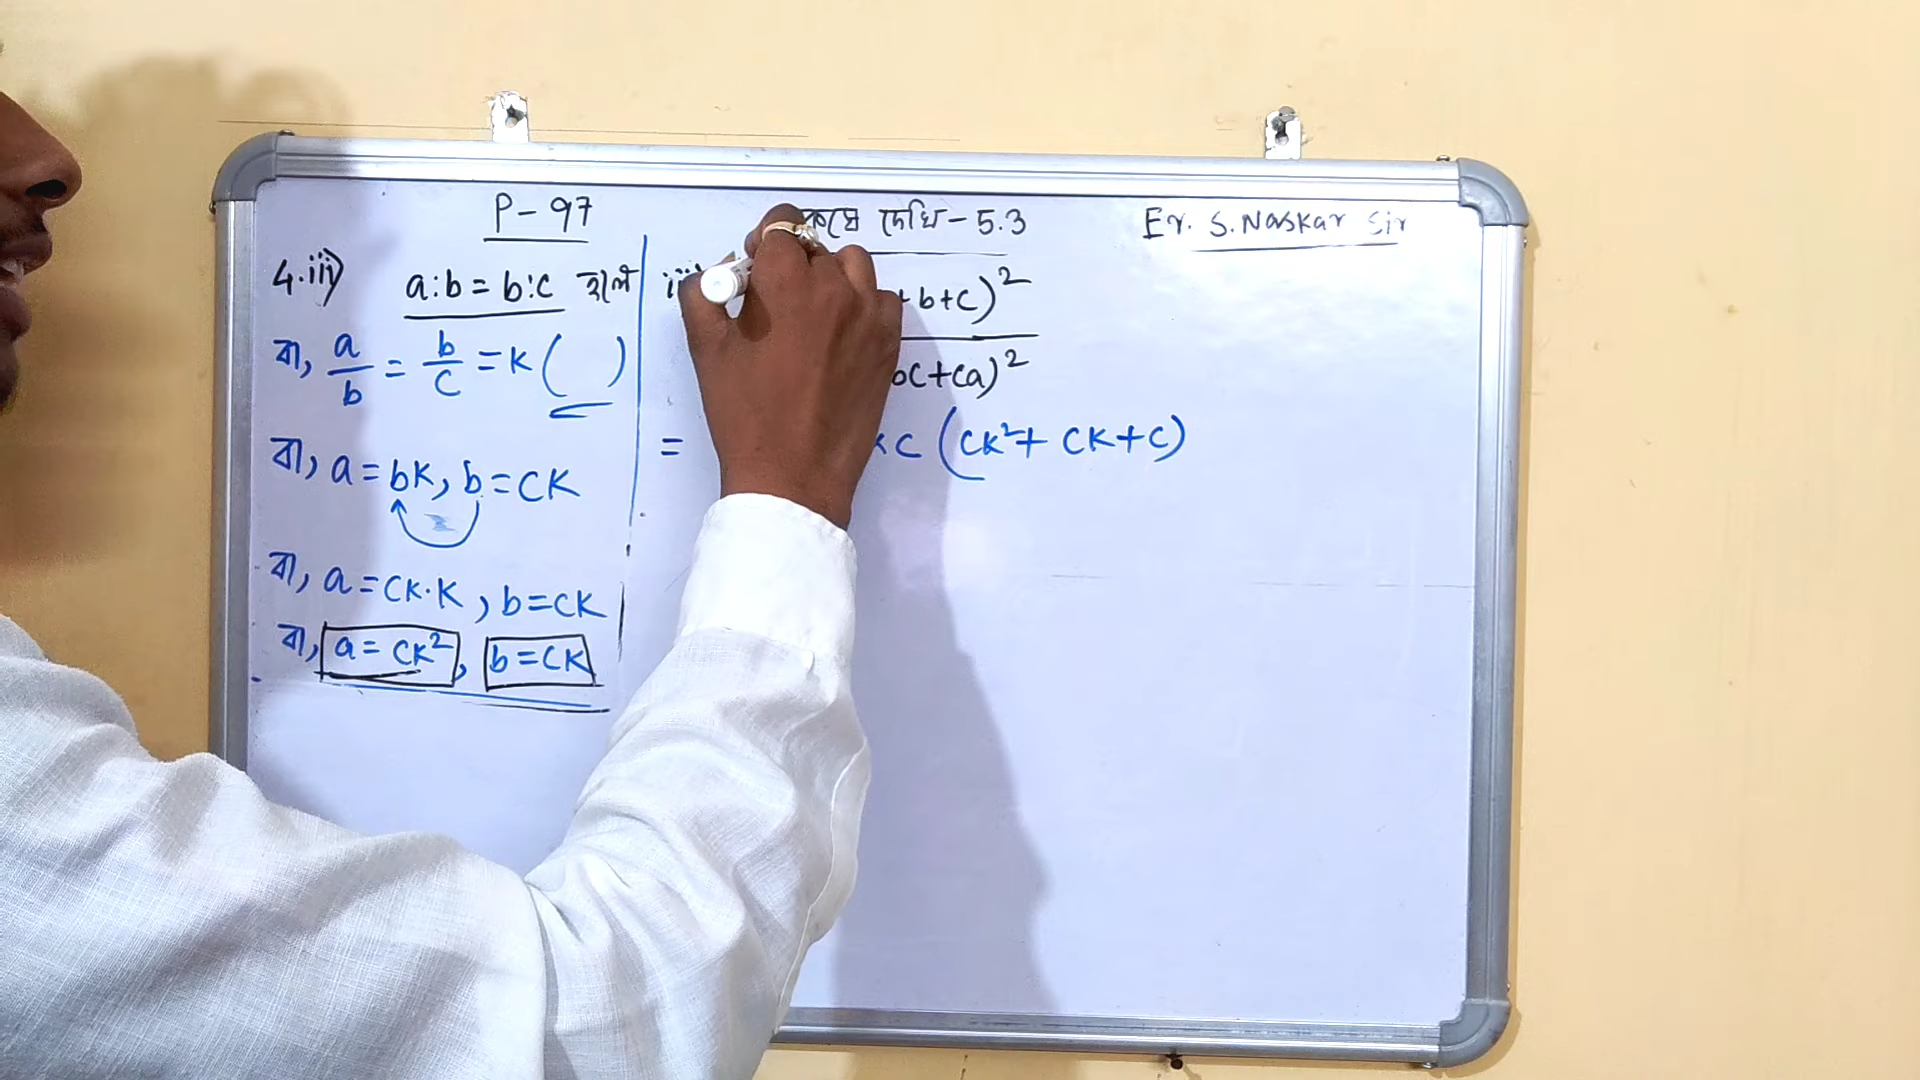 P - 97
কষে দেখি - 5.3
Er. S. Naskar Sir
4.iii) a:b = b:c হলে
বা, a/b = b/c = K ( )
বা, a = bK, b = CK
বা, a = CK·K, b = CK
বা, a = CK², b = CK
iii)
+b+c)²
bc+ca)²
= C (CK²+ CK+C)